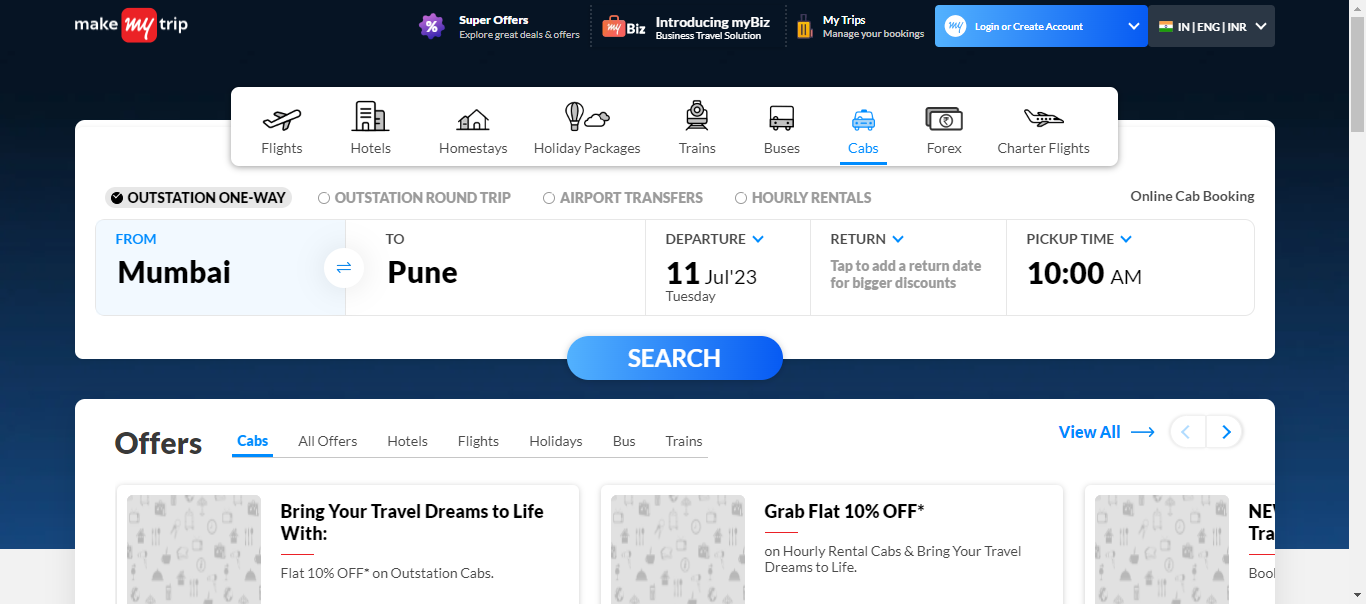 make my trip
%
Super Offers
Explore great deals & offers
my Biz
Introducing myBiz
Business Travel Solution
My Trips
Manage your bookings
my
Login or Create Account
IN | ENG | INR
Flights
Hotels
Homestays
Holiday Packages
Trains
Buses
Cabs
Forex
Charter Flights
OUTSTATION ONE-WAY
OUTSTATION ROUND TRIP
AIRPORT TRANSFERS
HOURLY RENTALS
Online Cab Booking
FROM
Mumbai
TO
Pune
DEPARTURE
11 Jul'23
Tuesday
RETURN
Tap to add a return date
for bigger discounts
PICKUP TIME
10:00 AM
SEARCH
Offers
Cabs
All Offers
Hotels
Flights
Holidays
Bus
Trains
View All
Bring Your Travel Dreams to Life
With:
Flat 10% OFF* on Outstation Cabs.
Grab Flat 10% OFF*
on Hourly Rental Cabs & Bring Your Travel
Dreams to Life.